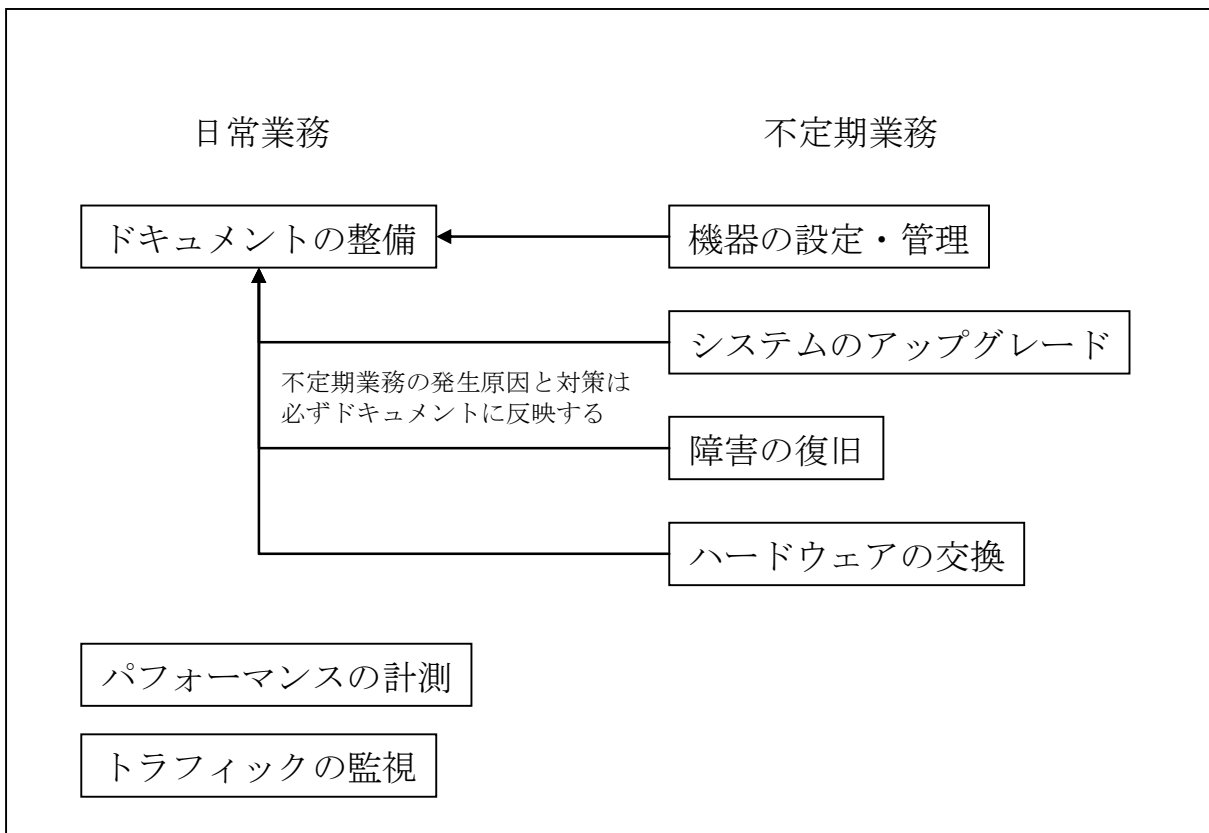 日常業務
不定期業務
ドキュメントの整備
機器の設定・管理
システムのアップグレード
不定期業務の発生原因と対策は
必ずドキュメントに反映する
障害の復旧
ハードウェアの交換
パフォーマンスの計測
トラフィックの監視